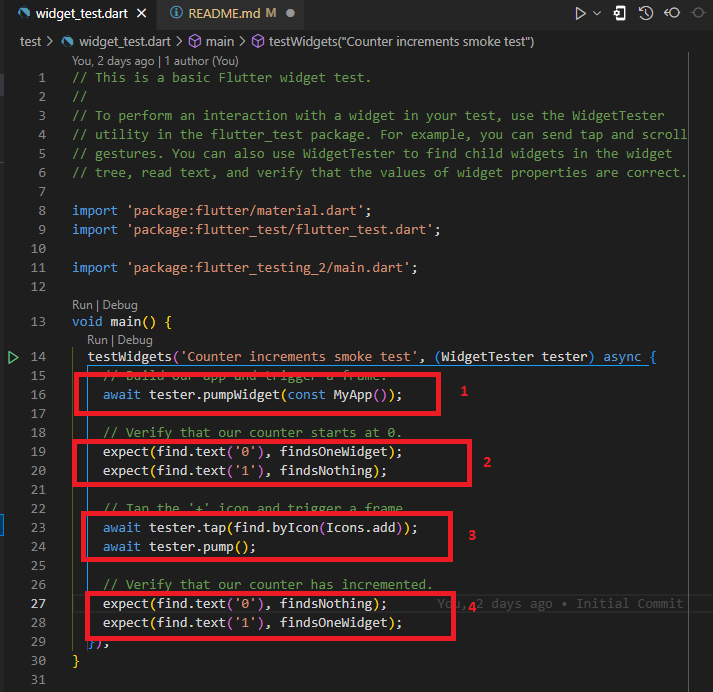 widget_test.dart README.md M
test > widget_test.dart > main > testWidgets("Counter increments smoke test")
You, 2 days ago | 1 author (You)
1 // This is a basic Flutter widget test.
2 //
3 // To perform an interaction with a widget in your test, use the WidgetTester
4 // utility in the flutter_test package. For example, you can send tap and scroll
5 // gestures. You can also use WidgetTester to find child widgets in the widget
6 // tree, read text, and verify that the values of widget properties are correct.
7
8 import 'package:flutter/material.dart';
9 import 'package:flutter_test/flutter_test.dart';
10
11 import 'package:flutter_testing_2/main.dart';
12
Run | Debug
13 void main() {
Run | Debug
14 testWidgets('Counter increments smoke test', (WidgetTester tester) async {
15 // Build our app and trigger a frame.
16 await tester.pumpWidget(const MyApp()); 1
17
18 // Verify that our counter starts at 0.
19 expect(find.text('0'), findsOneWidget);
20 expect(find.text('1'), findsNothing); 2
21
22 // Tap the '+' icon and trigger a frame
23 await tester.tap(find.byIcon(Icons.add)); 3
24 await tester.pump();
25
26 // Verify that our counter has incremented.
27 expect(find.text('0'), findsNothing); You, 2 days ago • Initial Commit 4
28 expect(find.text('1'), findsOneWidget);
29 });
30 }
31